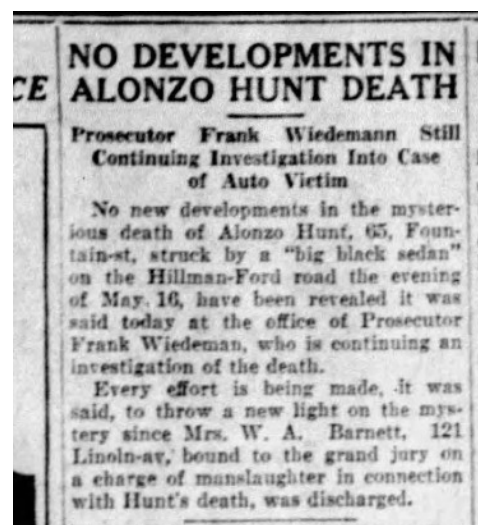 NO DEVELOPMENTS IN
CE ALONZO HUNT DEATH
Prosecutor Frank Wiedemann Still
Continuing Investigation Into Case
of Auto Victim
No new developments in the myster-
ious death of Alonzo Hunt, 65, Foun-
tain-st, struck by a "big black sedan"
on the Hillman-Ford road the evening
of May 16, have been revealed it was
said today at the office of Prosecutor
Frank Wiedeman, who is continuing an
investigation of the death.
Every effort is being made, it was
said, to throw a new light on the mys-
tery since Mrs. W. A. Barnett, 121
Linoln-av, bound to the grand jury on
a charge of manslaughter in connection
with Hunt's death, was discharged.